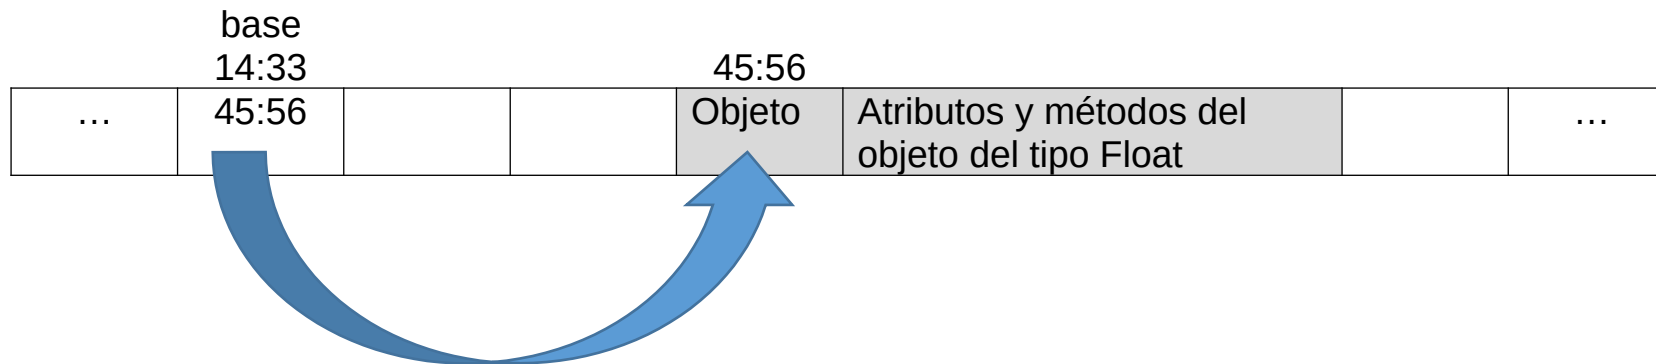 base
14:33
45:56
…
45:56
Objeto
Atributos y métodos del
objeto del tipo Float
…